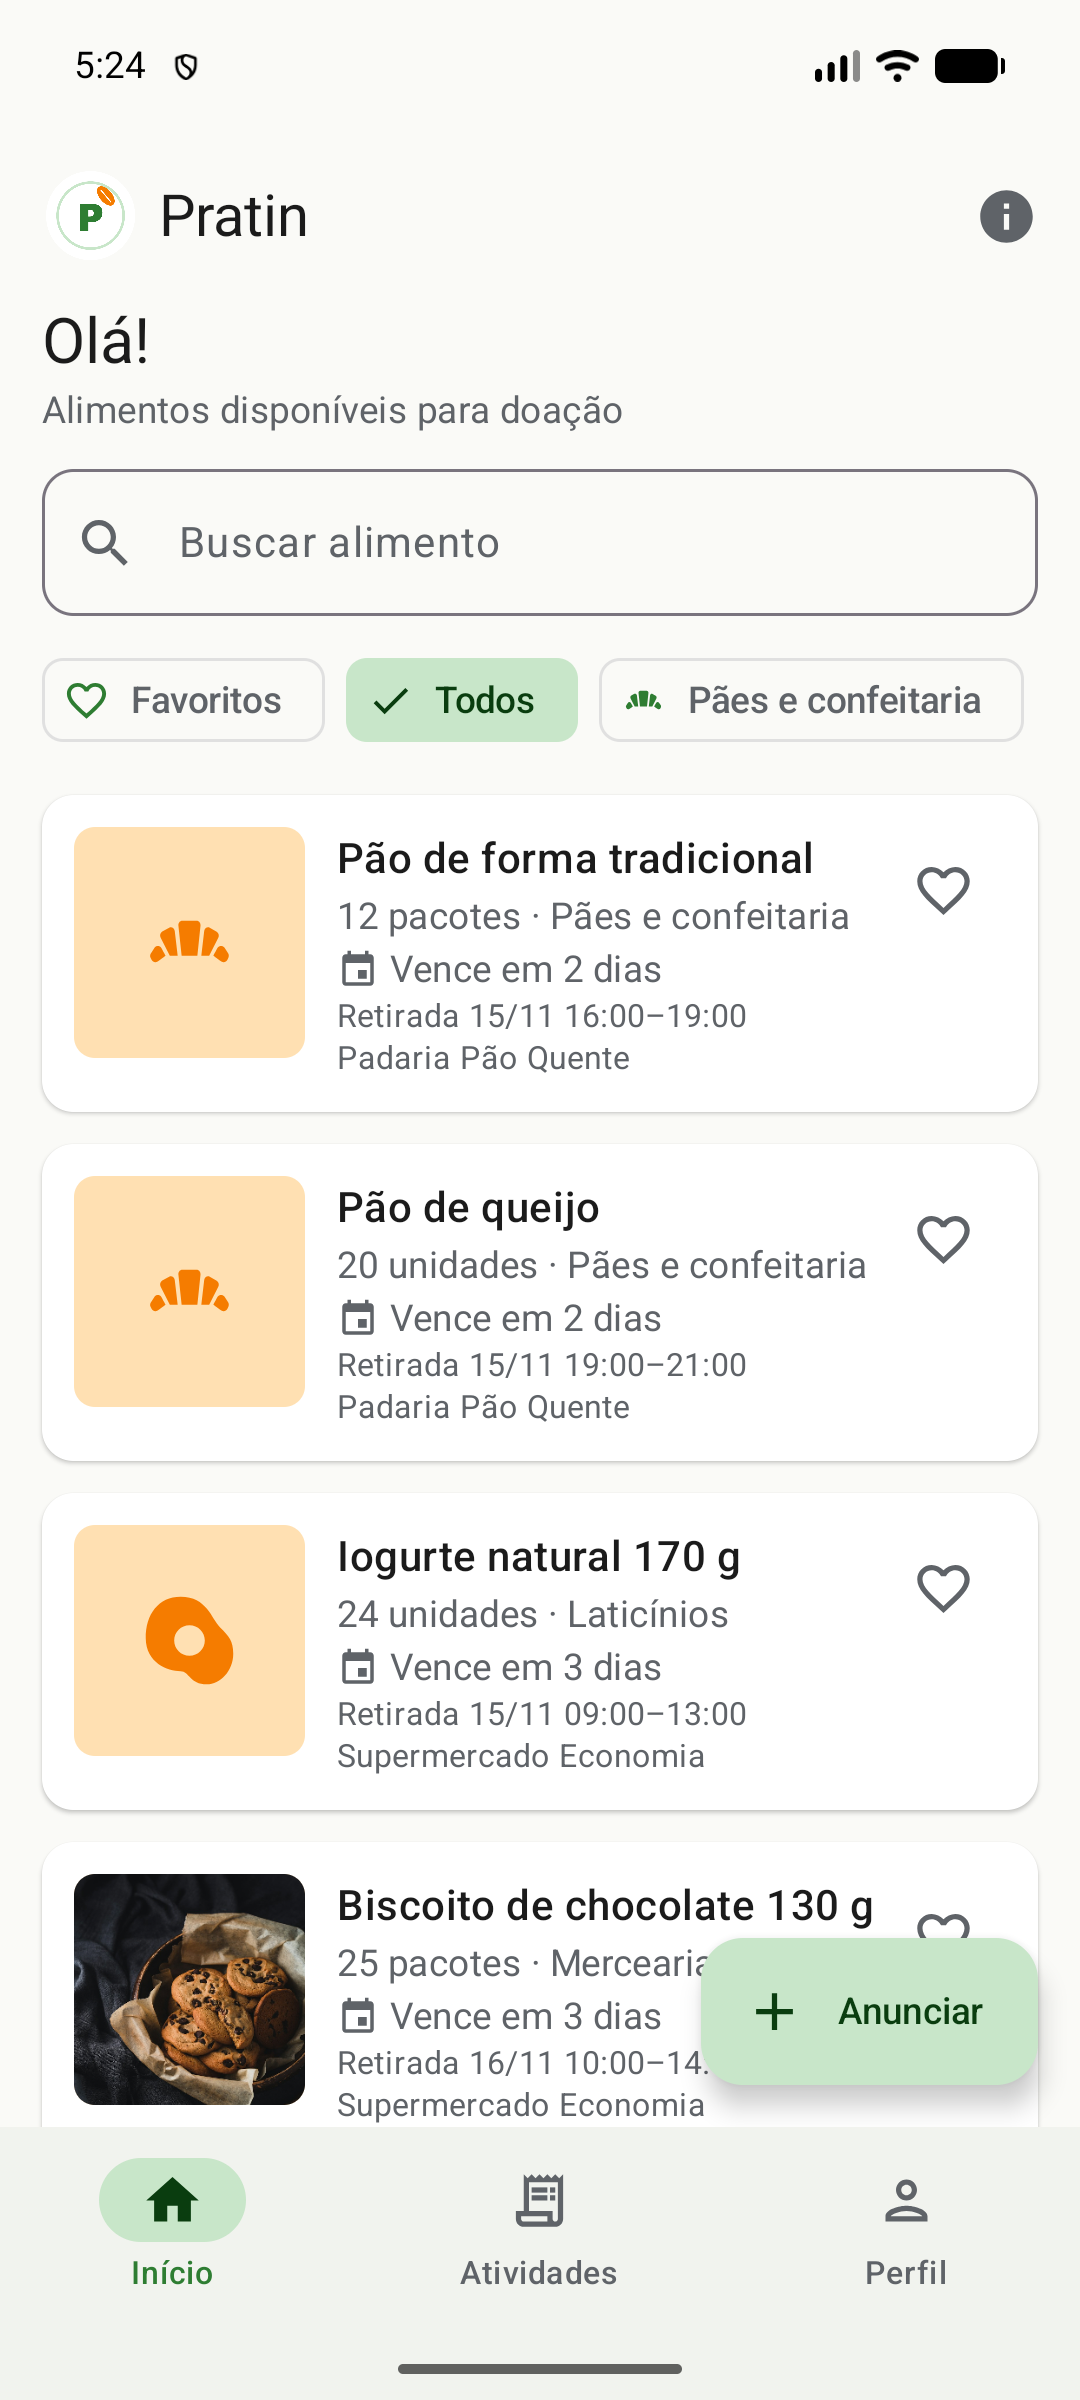 5:24
P
Pratin
Olá!
Alimentos disponíveis para doação
Buscar alimento
Favoritos
Todos
Pães e confeitaria
Pão de forma tradicional
12 pacotes · Pães e confeitaria
Vence em 2 dias
Retirada 15/11 16:00–19:00
Padaria Pão Quente
Pão de queijo
20 unidades · Pães e confeitaria
Vence em 2 dias
Retirada 15/11 19:00–21:00
Padaria Pão Quente
Iogurte natural 170 g
24 unidades · Laticínios
Vence em 3 dias
Retirada 15/11 09:00–13:00
Supermercado Economia
Biscoito de chocolate 130 g
25 pacotes · Mercearia
Vence em 3 dias
Retirada 16/11 10:00–14:
Supermercado Economia
Anunciar
Início
Atividades
Perfil